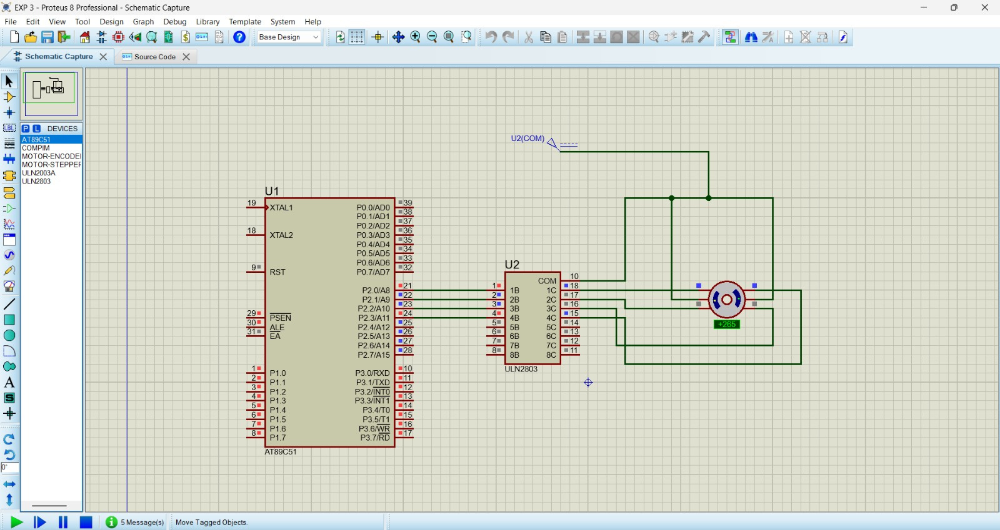 EXP 3 - Proteus 8 Professional - Schematic Capture
File Edit View Tool Design Graph Debug Library Template System Help
Base Design
Schematic Capture
Source Code
P L DEVICES
AT89C51
COMPIM
MOTOR-ENCODE
MOTOR-STEPPE
ULN2003A
ULN2803
LBL
A
S
0°
U2(COM)
U1
19 XTAL1
18 XTAL2
9 RST
29 PSEN
30 ALE
31 EA
1 P1.0
2 P1.1
3 P1.2
4 P1.3
5 P1.4
6 P1.5
7 P1.6
8 P1.7
P0.0/AD0 39
P0.1/AD1 38
P0.2/AD2 37
P0.3/AD3 36
P0.4/AD4 35
P0.5/AD5 34
P0.6/AD6 33
P0.7/AD7 32
P2.0/A8 21
P2.1/A9 22
P2.2/A10 23
P2.3/A11 24
P2.4/A12 25
P2.5/A13 26
P2.6/A14 27
P2.7/A15 28
P3.0/RXD 10
P3.1/TXD 11
P3.2/INT0 12
P3.3/INT1 13
P3.4/T0 14
P3.5/T1 15
P3.6/WR 16
P3.7/RD 17
AT89C51
U2
COM 10
1 1B 1C 18
2 2B 2C 17
3 3B 3C 16
4 4B 4C 15
5 5B 5C 14
6 6B 6C 13
7 7B 7C 12
8 8B 8C 11
ULN2803
+265
5 Message(s)
Move Tagged Objects.